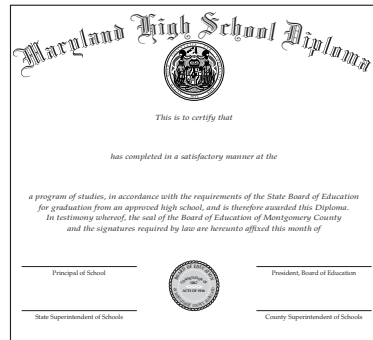 Maryland High School Diploma
This is to certify that
has completed in a satisfactory manner at the
a program of studies, in accordance with the requirements of the State Board of Education
for graduation from an approved high school, and is therefore awarded this Diploma.
In testimony whereof, the seal of the Board of Education of Montgomery County
and the signatures required by law are hereunto affixed this month of
Principal of School
President, Board of Education
BOARD OF EDUCATION
State Superintendent of Schools
County Superintendent of Schools